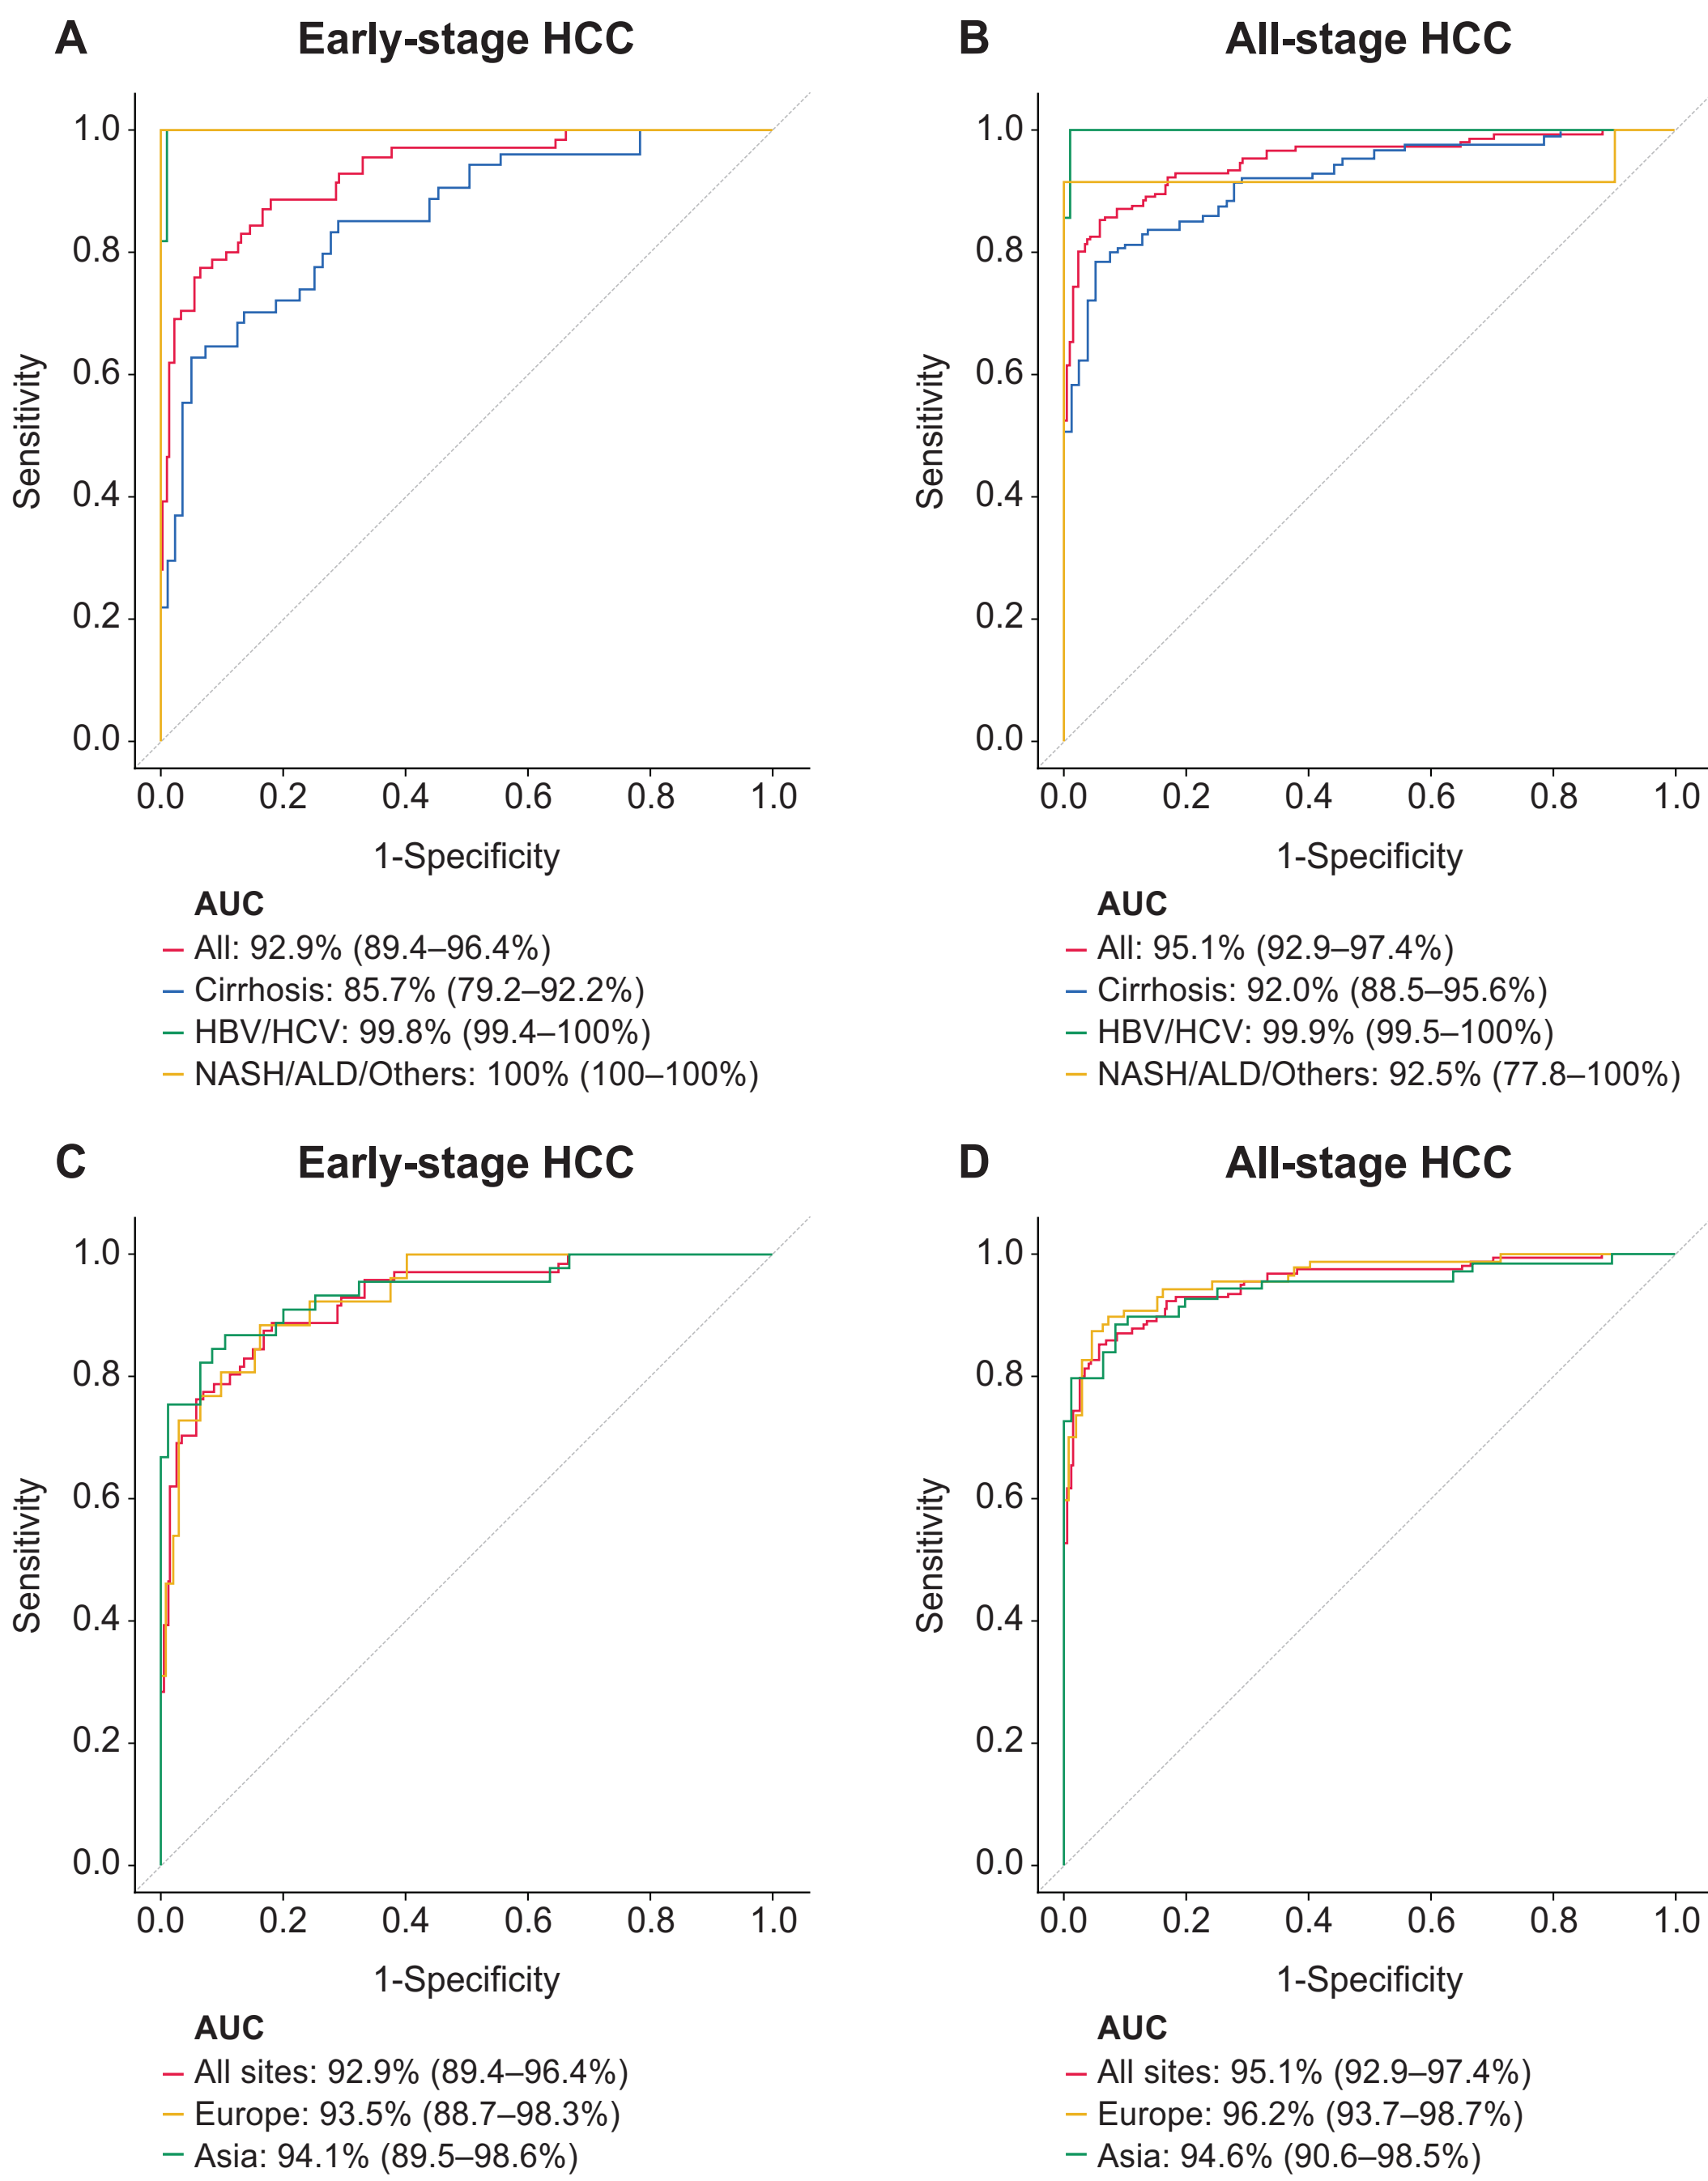 A Early-stage HCC
Sensitivity
1.0
0.8
0.6
0.4
0.2
0.0
0.0 0.2 0.4 0.6 0.8 1.0
1-Specificity
AUC
All: 92.9% (89.4–96.4%)
Cirrhosis: 85.7% (79.2–92.2%)
HBV/HCV: 99.8% (99.4–100%)
NASH/ALD/Others: 100% (100–100%)
B All-stage HCC
Sensitivity
1.0
0.8
0.6
0.4
0.2
0.0
0.0 0.2 0.4 0.6 0.8 1.0
1-Specificity
AUC
All: 95.1% (92.9–97.4%)
Cirrhosis: 92.0% (88.5–95.6%)
HBV/HCV: 99.9% (99.5–100%)
NASH/ALD/Others: 92.5% (77.8–100%)
C Early-stage HCC
Sensitivity
1.0
0.8
0.6
0.4
0.2
0.0
0.0 0.2 0.4 0.6 0.8 1.0
1-Specificity
AUC
All sites: 92.9% (89.4–96.4%)
Europe: 93.5% (88.7–98.3%)
Asia: 94.1% (89.5–98.6%)
D All-stage HCC
Sensitivity
1.0
0.8
0.6
0.4
0.2
0.0
0.0 0.2 0.4 0.6 0.8 1.0
1-Specificity
AUC
All sites: 95.1% (92.9–97.4%)
Europe: 96.2% (93.7–98.7%)
Asia: 94.6% (90.6–98.5%)